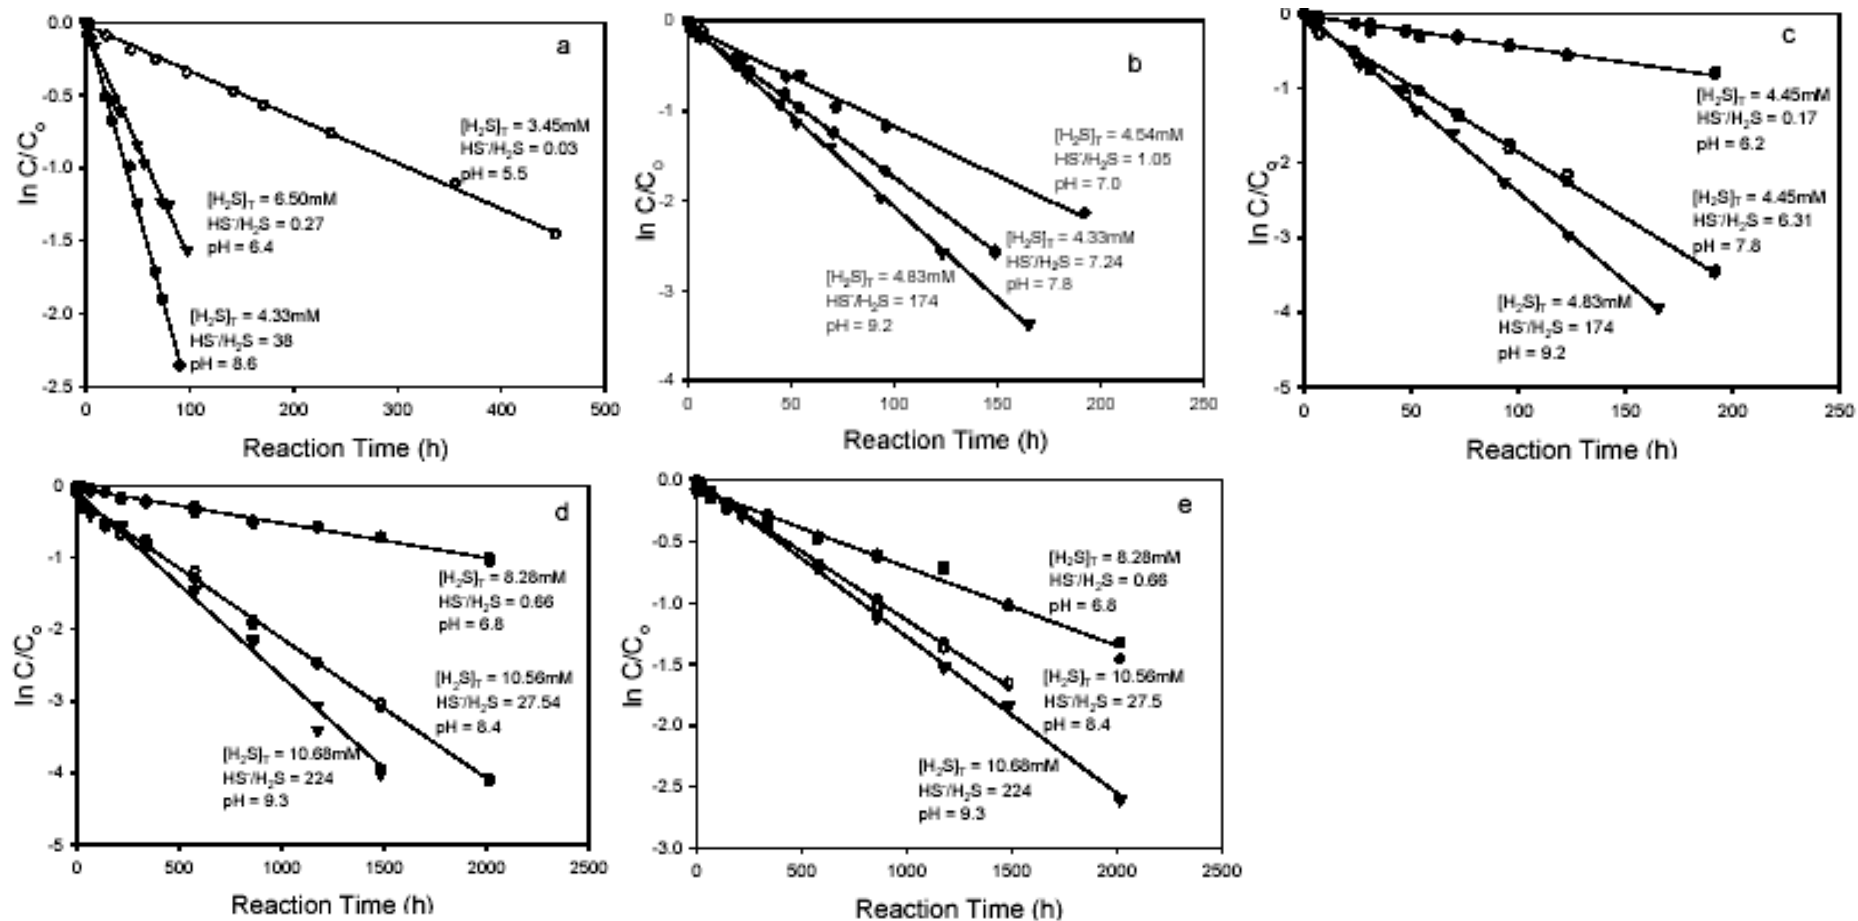 a
ln C/Cₒ
0.0
-0.5
-1.0
-1.5
-2.0
-2.5
[H₂S]T = 3.45mM
HS⁻/H₂S = 0.03
pH = 5.5
[H₂S]T = 6.50mM
HS⁻/H₂S = 0.27
pH = 6.4
[H₂S]T = 4.33mM
HS⁻/H₂S = 38
pH = 8.6
0 100 200 300 400 500
Reaction Time (h)
b
ln C/Cₒ
0
-1
-2
-3
-4
[H₂S]T = 4.54mM
HS⁻/H₂S = 1.05
pH = 7.0
[H₂S]T = 4.33mM
HS⁻/H₂S = 7.24
pH = 7.8
[H₂S]T = 4.83mM
HS⁻/H₂S = 174
pH = 9.2
0 50 100 150 200 250
Reaction Time (h)
c
ln C/Cₒ
0
-1
-2
-3
-4
-5
[H₂S]T = 4.45mM
HS⁻/H₂S = 0.17
pH = 6.2
[H₂S]T = 4.45mM
HS⁻/H₂S = 6.31
pH = 7.8
[H₂S]T = 4.83mM
HS⁻/H₂S = 174
pH = 9.2
0 50 100 150 200 250
Reaction Time (h)
d
ln C/Cₒ
0
-1
-2
-3
-4
-5
[H₂S]T = 8.28mM
HS⁻/H₂S = 0.66
pH = 6.8
[H₂S]T = 10.56mM
HS⁻/H₂S = 27.54
pH = 8.4
[H₂S]T = 10.68mM
HS⁻/H₂S = 224
pH = 9.3
0 500 1000 1500 2000 2500
Reaction Time (h)
e
ln C/Cₒ
0.0
-0.5
-1.0
-1.5
-2.0
-2.5
-3.0
[H₂S]T = 8.28mM
HS⁻/H₂S = 0.66
pH = 6.8
[H₂S]T = 10.56mM
HS⁻/H₂S = 27.5
pH = 8.4
[H₂S]T = 10.68mM
HS⁻/H₂S = 224
pH = 9.3
0 500 1000 1500 2000 2500
Reaction Time (h)